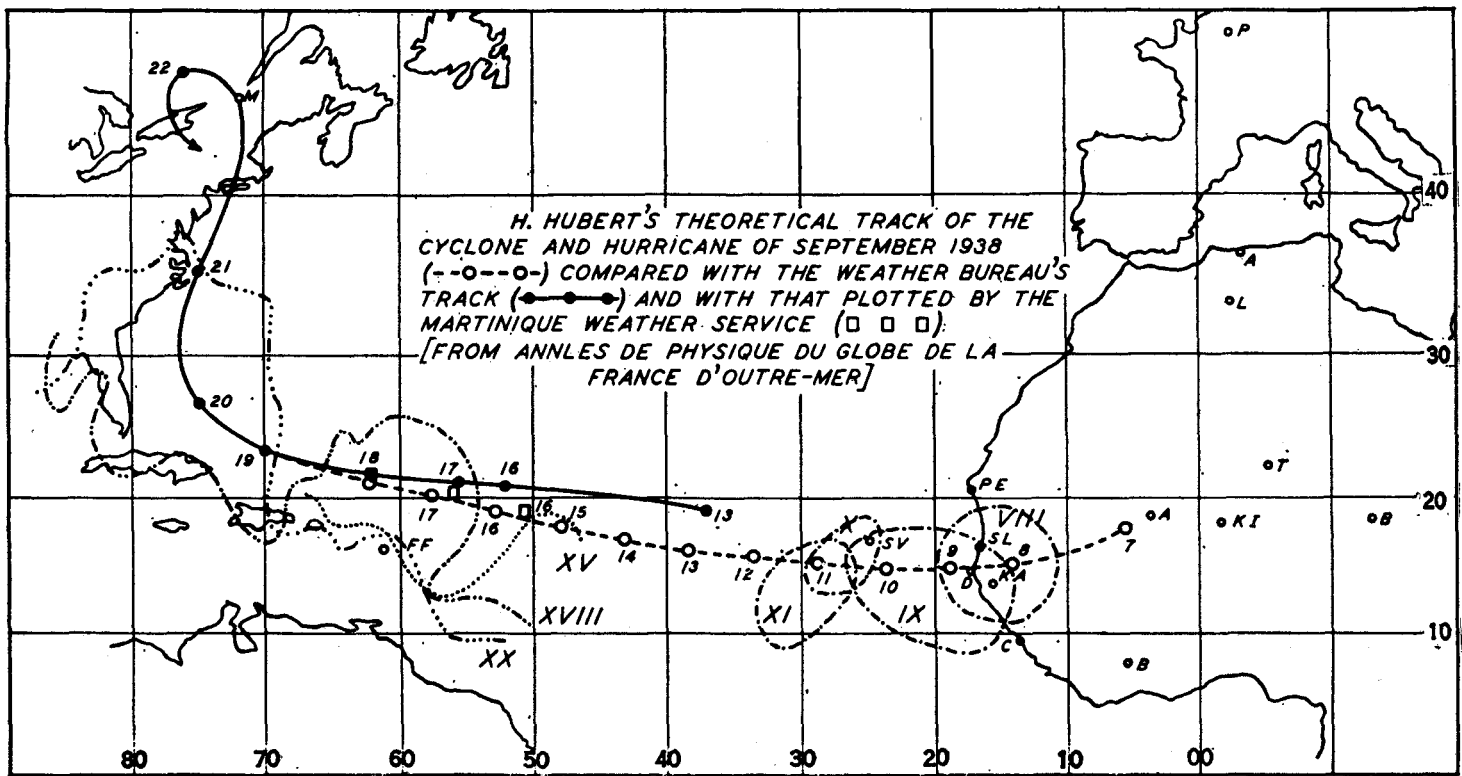 H. HUBERT'S THEORETICAL TRACK OF THE
CYCLONE AND HURRICANE OF SEPTEMBER 1938
(--O--O--O-) COMPARED WITH THE WEATHER BUREAU'S
TRACK (●—●—●) AND WITH THAT PLOTTED BY THE
MARTINIQUE WEATHER SERVICE (□ □ □)
[FROM ANNLES DE PHYSIQUE DU GLOBE DE LA
FRANCE D'OUTRE-MER]
P
22
M
40
A
L
21
30
20
19
18
17
16
13
PE
T
20
A
KI
B
17
16
16
15
14
13
12
11
10
9
8
7
FF
XV
X
SV
VIII
SL
D
KA
XI
IX
XVIII
XX
C
B
10
80
70
60
50
40
30
20
10
00